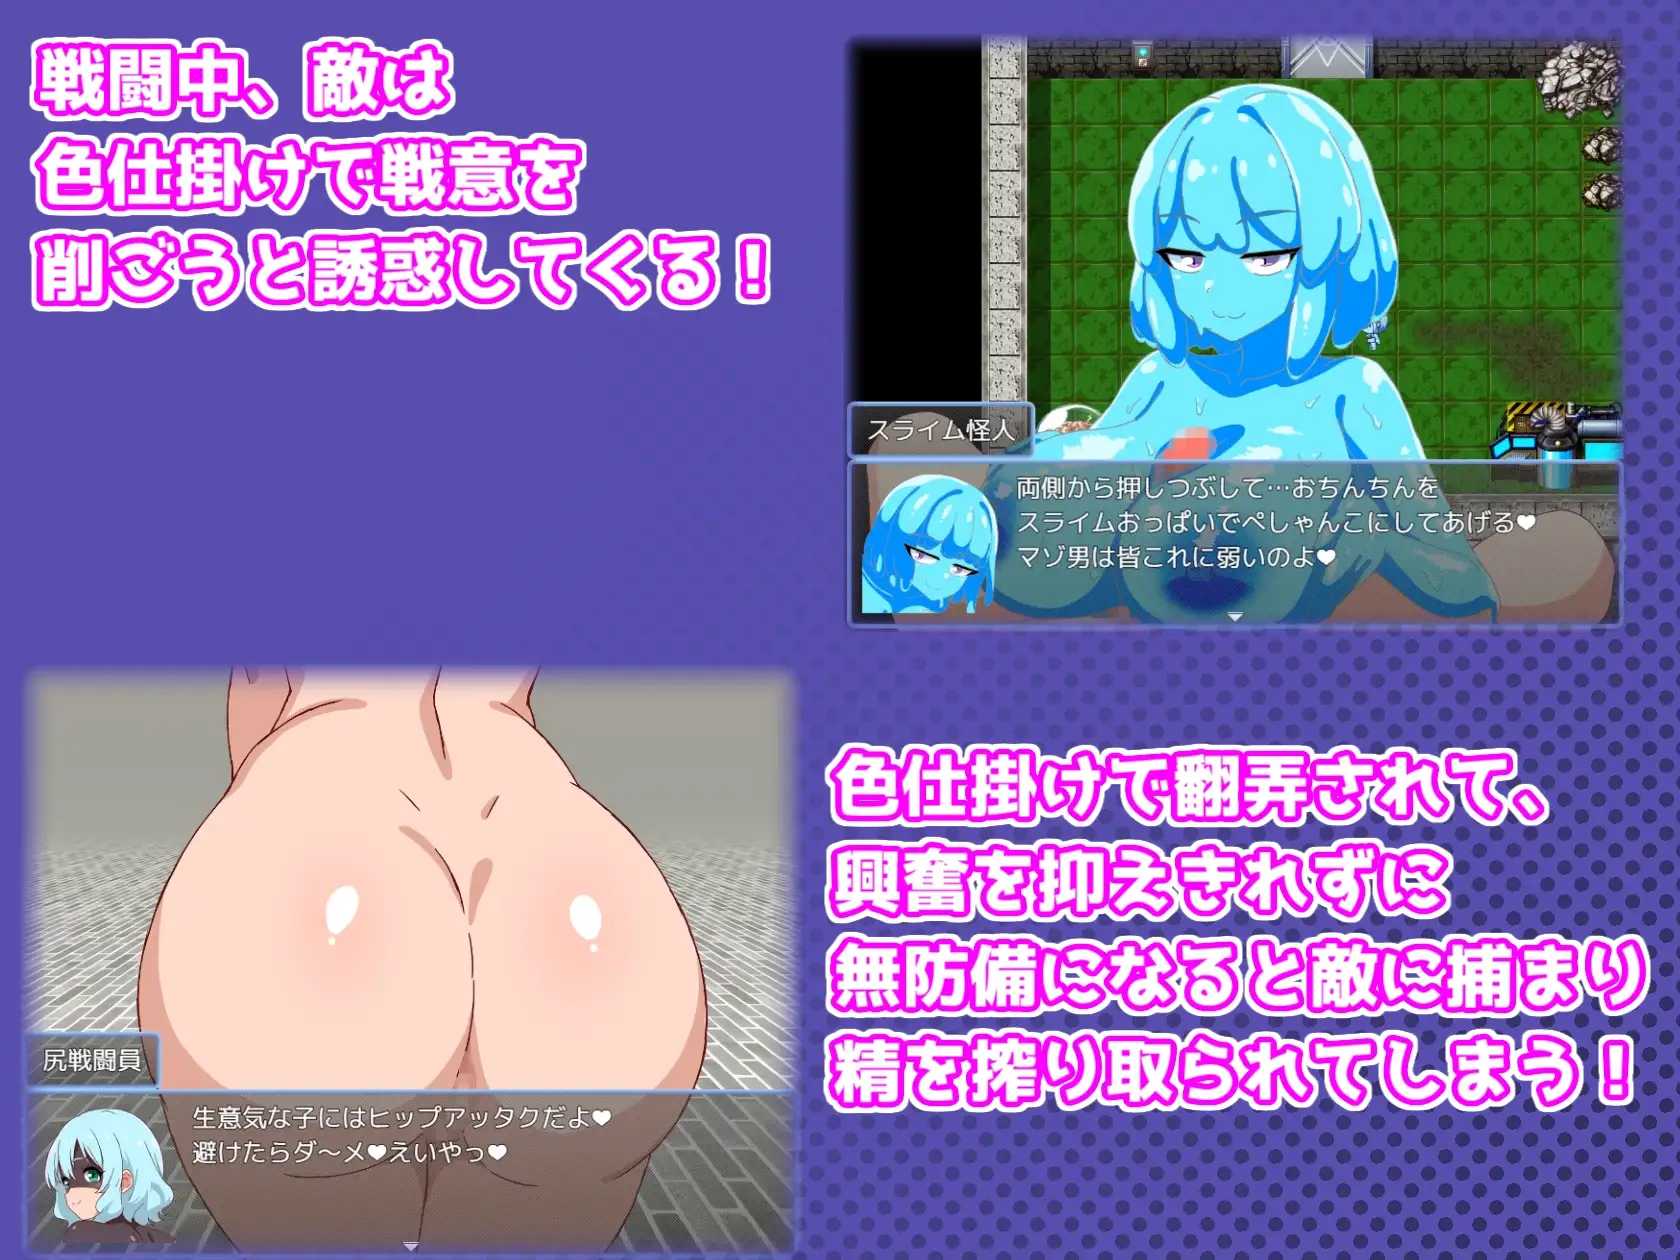 戦闘中、敵は
色仕掛けで戦意を
削ごうと誘惑してくる！
スライム怪人
両側から押しつぶして…おちんちんを
スライムおっぱいでぺしゃんこにしてあげる♥
マゾ男は皆これに弱いのよ♥
尻戦闘員
生意気な子にはヒップアッタクだよ♥
避けたらダ～メ♥えいやっ♥
色仕掛けで翻弄されて、
興奮を抑えきれずに
無防備になると敵に捕まり
精を搾り取られてしまう！